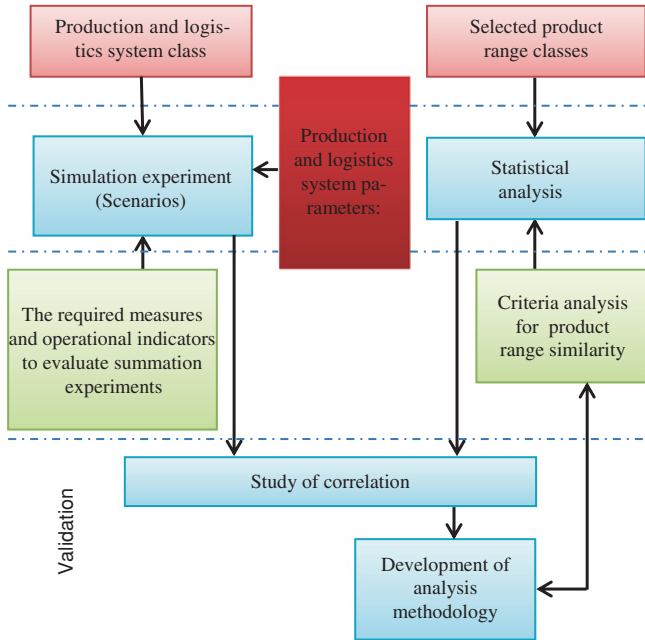 Production and logis-
tics system class
Selected product
range classes
Production
and logistics
system pa-
rameters:
Simulation experiment
(Scenarios)
Statistical
analysis
The required measures
and operational indicators
to evaluate summation
experiments
Criteria analysis
for product
range similarity
Study of correlation
Validation
Development of
analysis
methodology